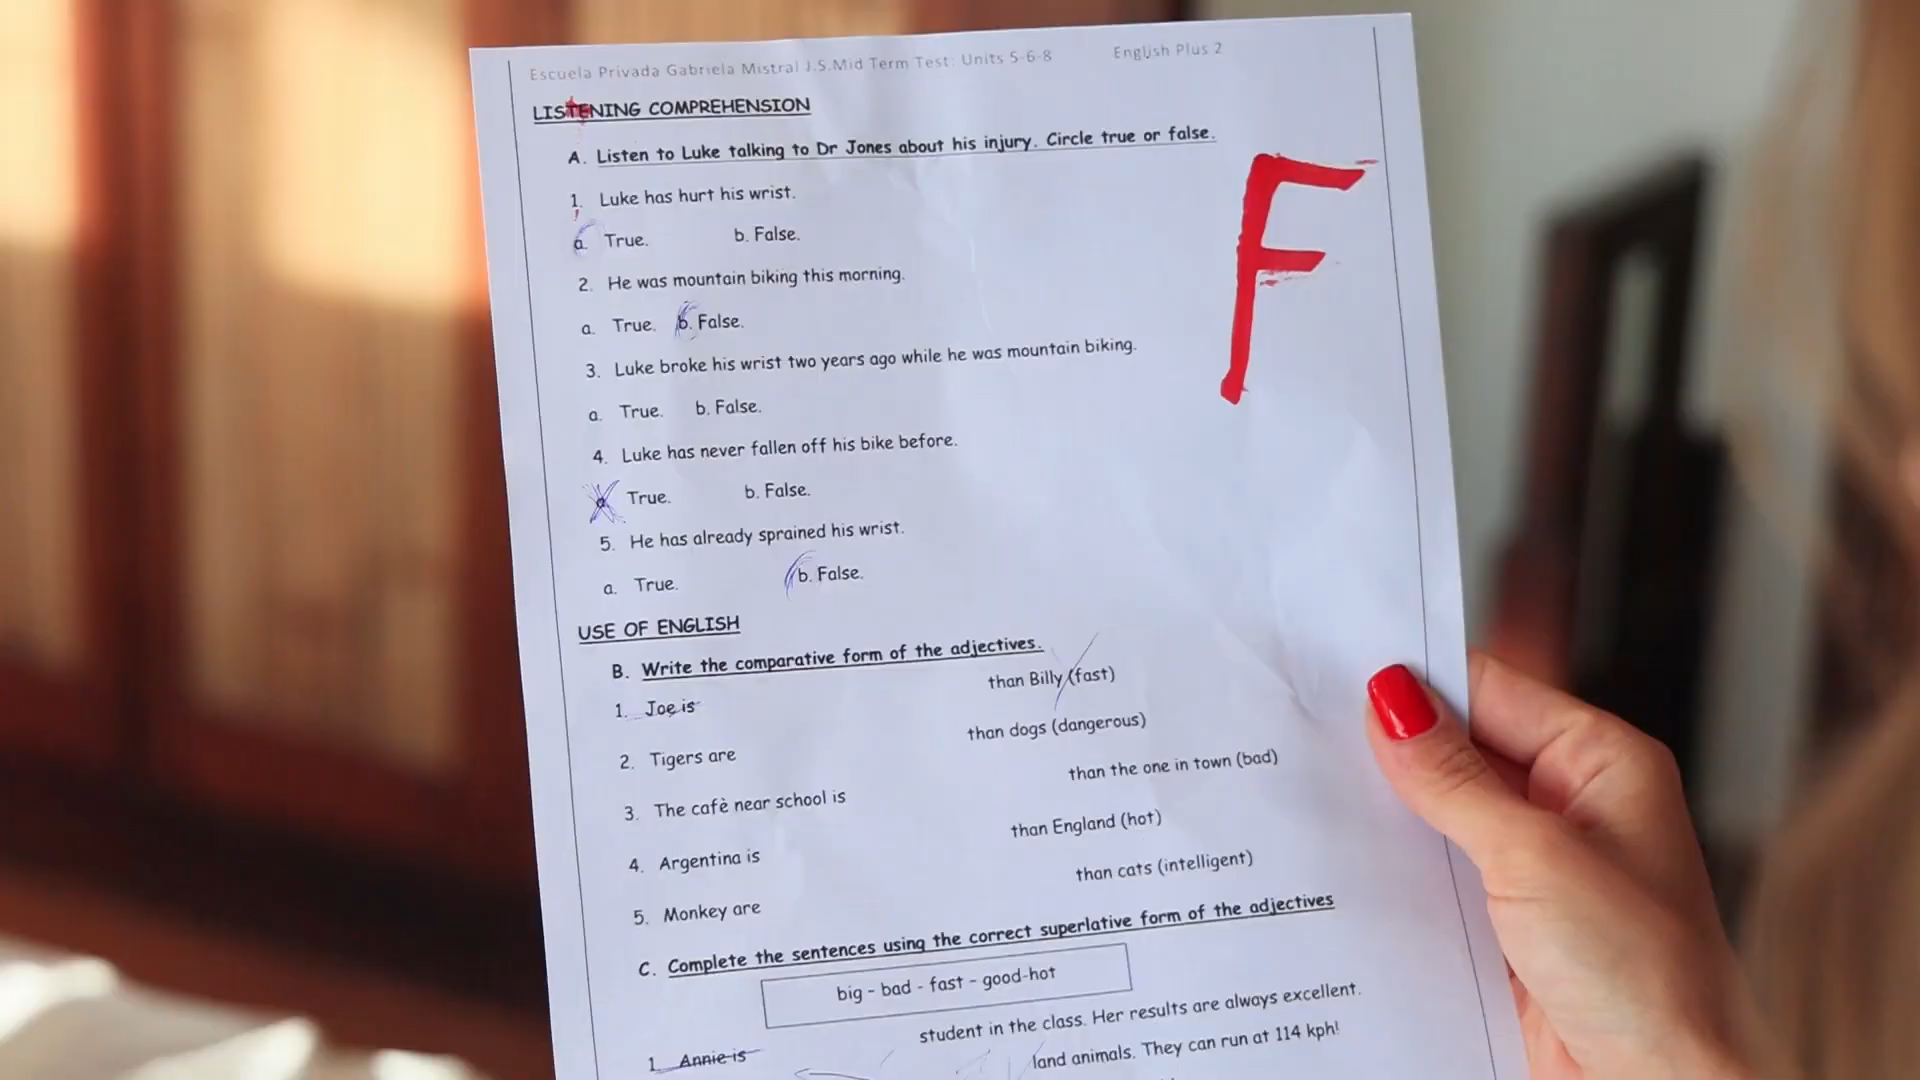 Escuela Privada Gabriela Mistral J.S.Mid Term Test: Units 5-6-8 English Plus 2
LISTENING COMPREHENSION
A. Listen to Luke talking to Dr Jones about his injury. Circle true or false.
F
1. Luke has hurt his wrist.
a. True. b. False.
2. He was mountain biking this morning.
a. True. b. False.
3. Luke broke his wrist two years ago while he was mountain biking.
a. True. b. False.
4. Luke has never fallen off his bike before.
a True. b. False.
5. He has already sprained his wrist.
a. True. b. False.
USE OF ENGLISH
B. Write the comparative form of the adjectives.
1. Joe is than Billy (fast)
2. Tigers are than dogs (dangerous)
3. The cafè near school is than the one in town (bad)
4. Argentina is than England (hot)
5. Monkey are than cats (intelligent)
C. Complete the sentences using the correct superlative form of the adjectives
big - bad - fast - good-hot
1 Annie is student in the class. Her results are always excellent.
land animals. They can run at 114 kph!